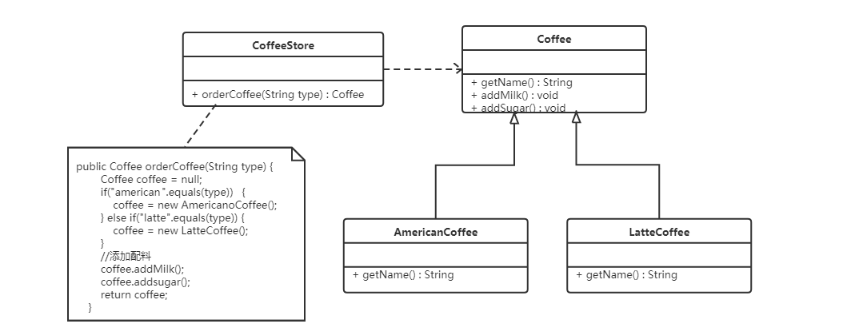 CoffeeStore
+ orderCoffee(String type) : Coffee
Coffee
+ getName() : String
+ addMilk() : void
+ addSugar() : void
public Coffee orderCoffee(String type) {
Coffee coffee = null;
if("american".equals(type)) {
coffee = new AmericanoCoffee();
} else if("latte".equals(type)) {
coffee = new LatteCoffee();
}
//添加配料
coffee.addMilk();
coffee.addsugar();
return coffee;
}
AmericanCoffee
+ getName() : String
LatteCoffee
+ getName() : String